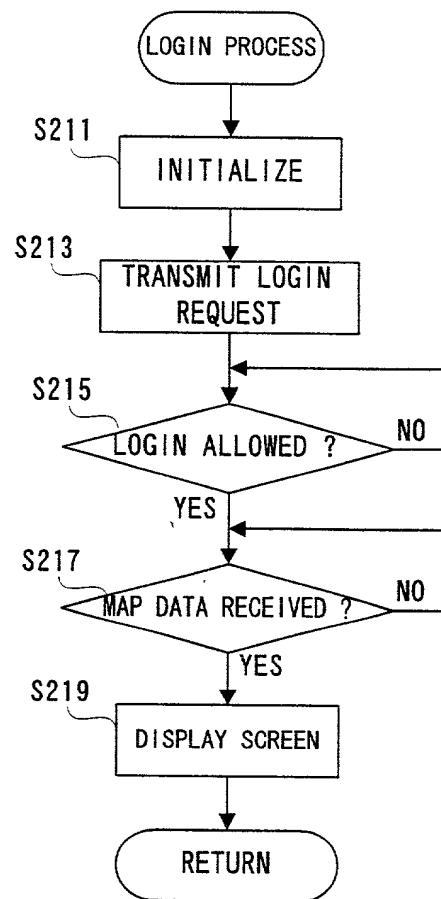 LOGIN PROCESS
S211
INITIALIZE
S213
TRANSMIT LOGIN
REQUEST
S215
LOGIN ALLOWED ?
NO
YES
S217
MAP DATA RECEIVED ?
NO
YES
S219
DISPLAY SCREEN
RETURN